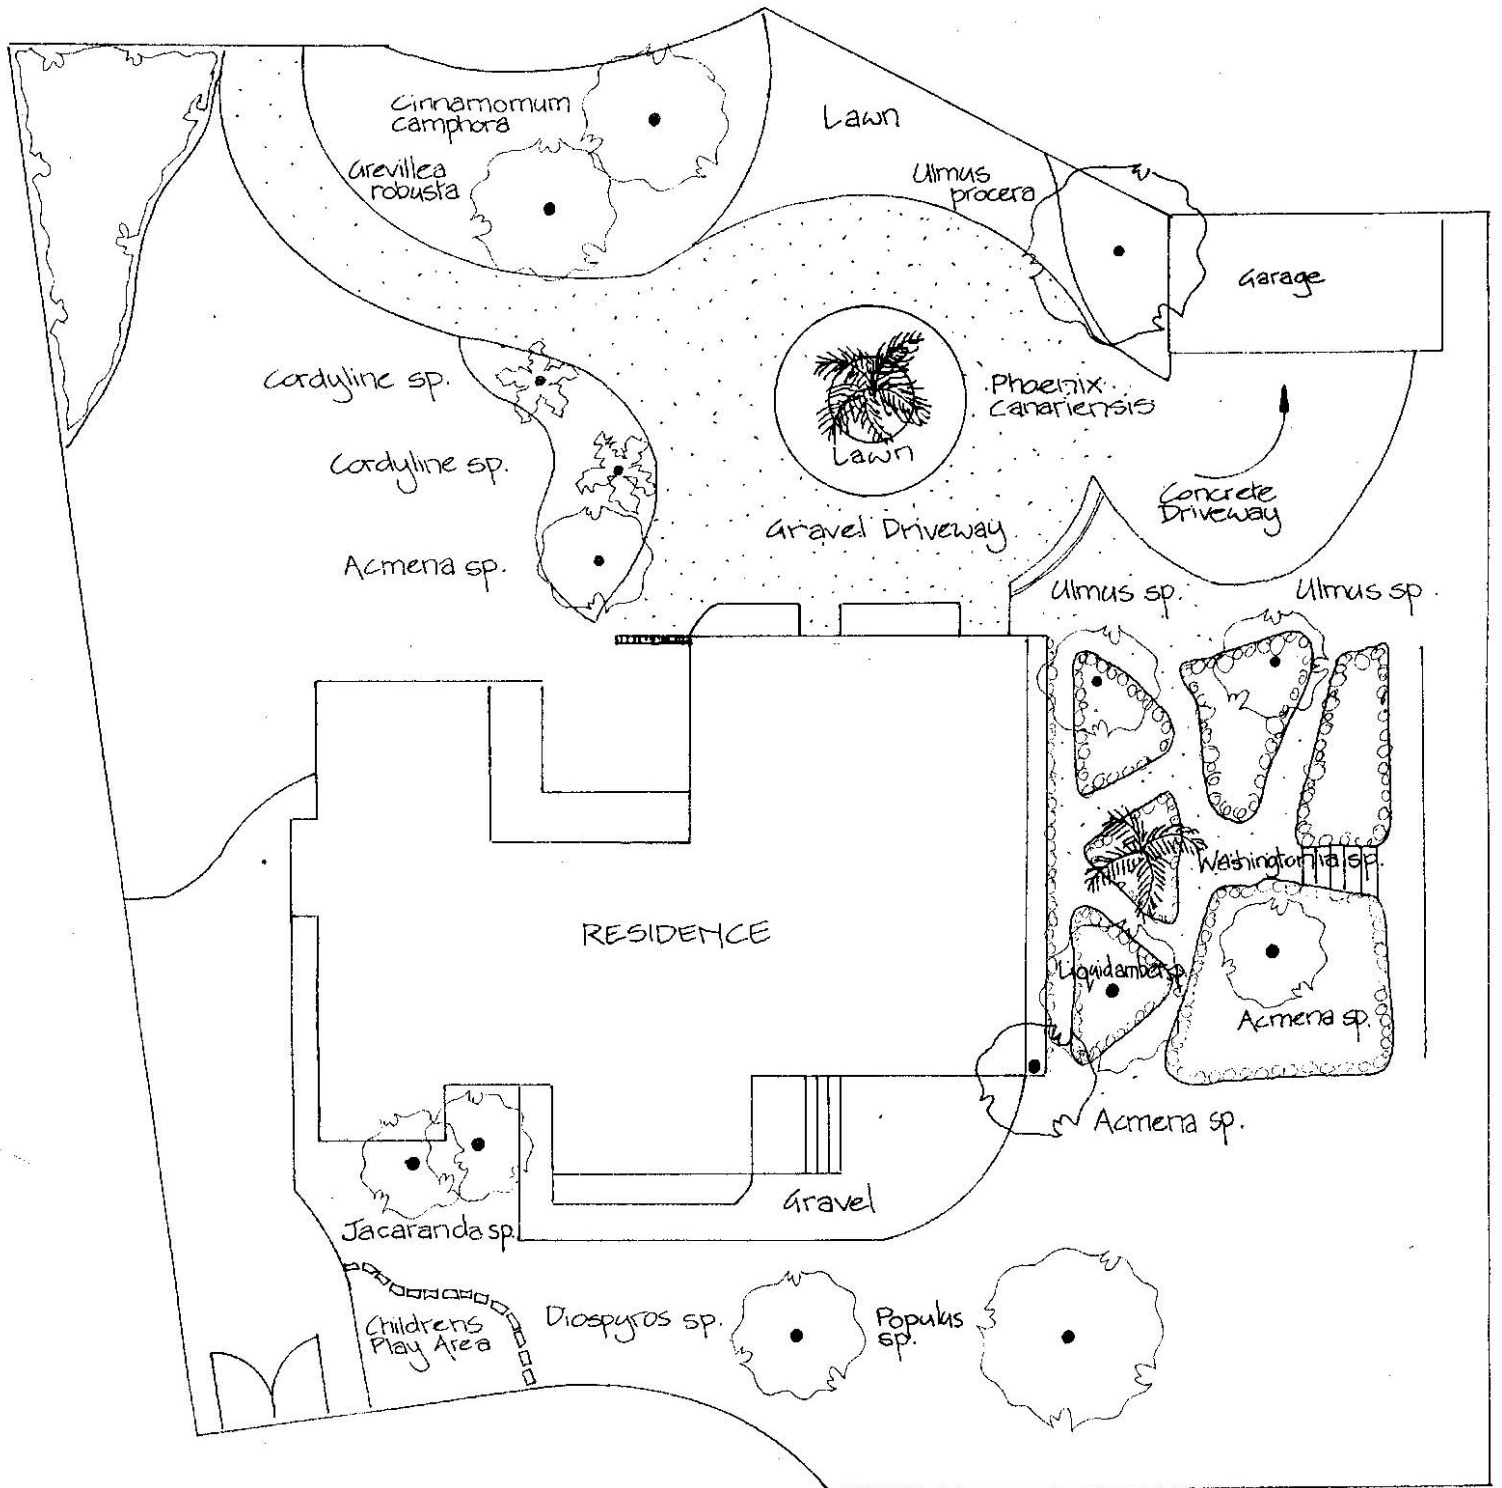 Cinnamomum
camphora
Lawn
Grevillea
robusta
Ulmus
procera
Garage
Cordyline sp.
Phoenix
Canariensis
Lawn
Cordyline sp.
Concrete
Driveway
Gravel Driveway
Acmena sp.
Ulmus sp.
Ulmus sp.
Washingtonia sp.
RESIDENCE
Liquidamber sp.
Acmena sp.
Acmena sp.
Gravel
Jacaranda sp.
Childrens
Play Area
Diospyros sp.
Populus
sp.